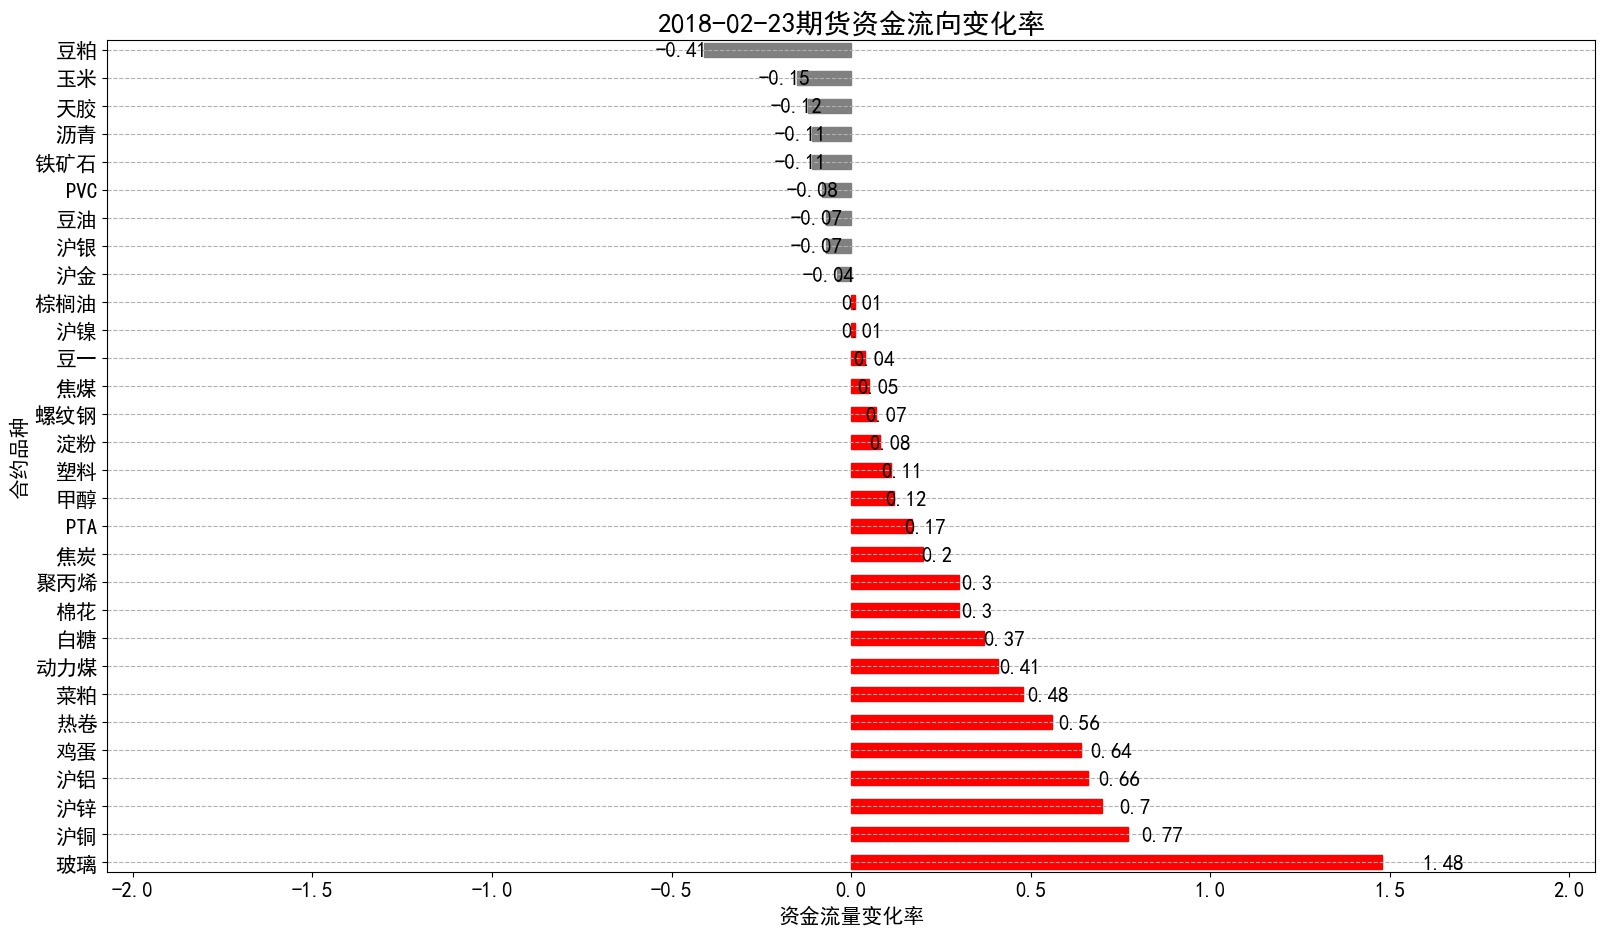 2018-02-23期货资金流向变化率
豆粕 -0.41
玉米 -0.15
天胶 -0.12
沥青 -0.11
铁矿石 -0.11
PVC -0.08
豆油 -0.07
沪银 -0.07
沪金 -0.04
棕榈油 0.01
沪镍 0.01
豆一 0.04
焦煤 0.05
螺纹钢 0.07
淀粉 0.08
塑料 0.11
甲醇 0.12
PTA 0.17
焦炭 0.2
聚丙烯 0.3
棉花 0.3
白糖 0.37
动力煤 0.41
菜粕 0.48
热卷 0.56
鸡蛋 0.64
沪铝 0.66
沪锌 0.7
沪铜 0.77
玻璃 1.48
合约品种
-2.0 -1.5 -1.0 -0.5 0.0 0.5 1.0 1.5 2.0
资金流量变化率